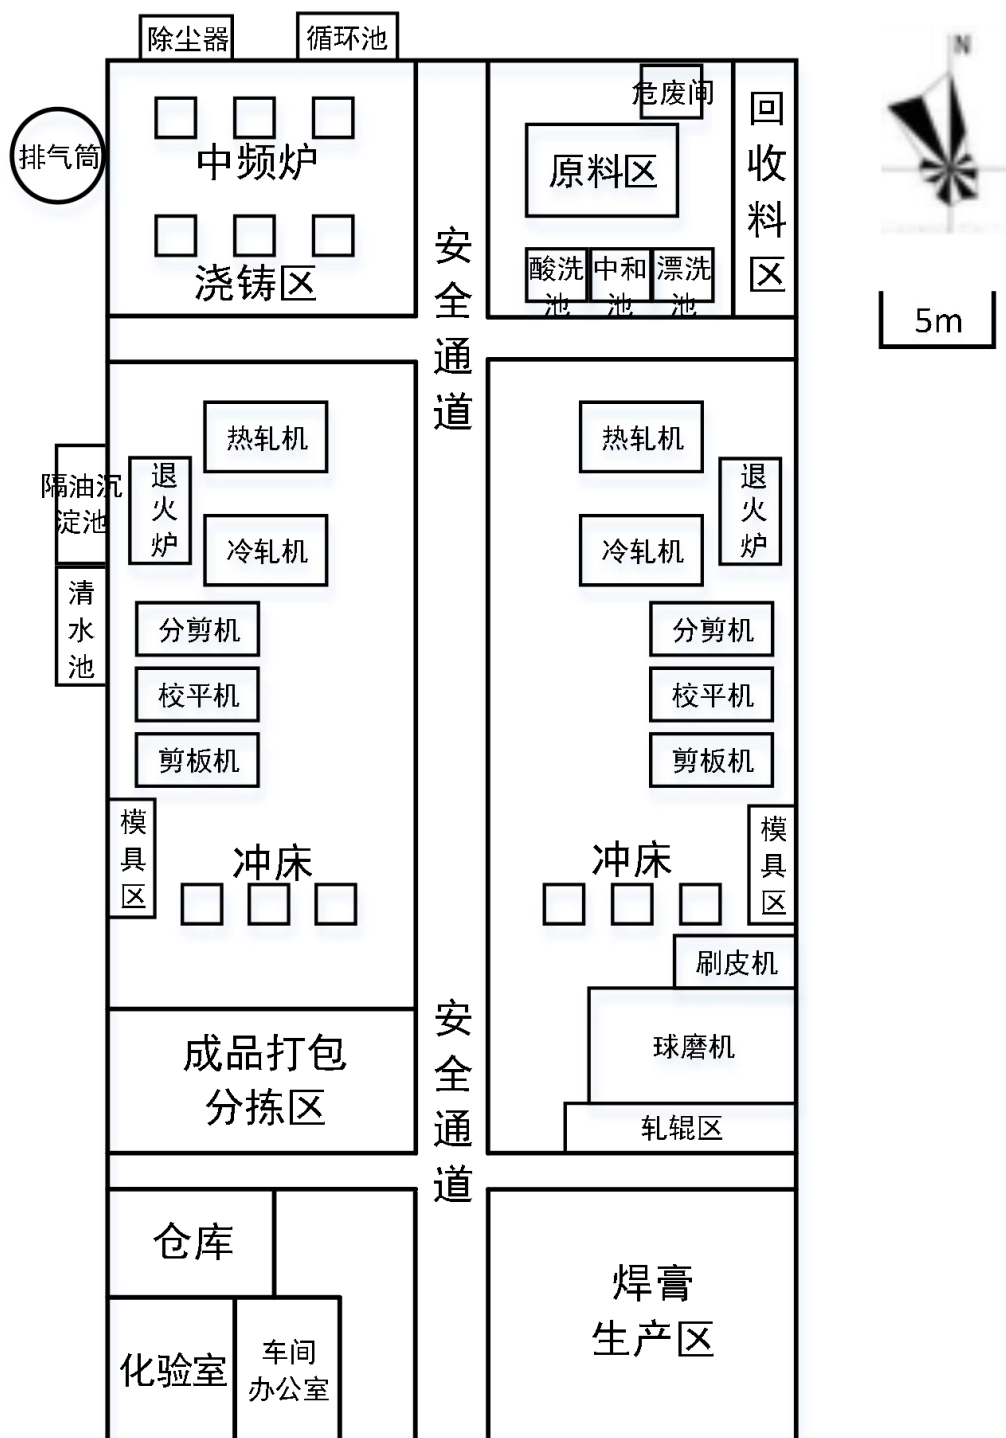 除尘器
循环池
N
排气筒
中频炉
浇铸区
危废间
原料区
酸洗
池
中和
池
漂洗
池
回
收
料
区
5m
安
全
通
道
热轧机
退
火
炉
冷轧机
隔油沉
淀池
清
水
池
分剪机
校平机
剪板机
模
具
区
冲床
热轧机
退
火
炉
冷轧机
分剪机
校平机
剪板机
模
具
区
冲床
刷皮机
球磨机
轧辊区
成品打包
分拣区
安
全
通
道
仓库
化验室
车间
办公室
焊膏
生产区